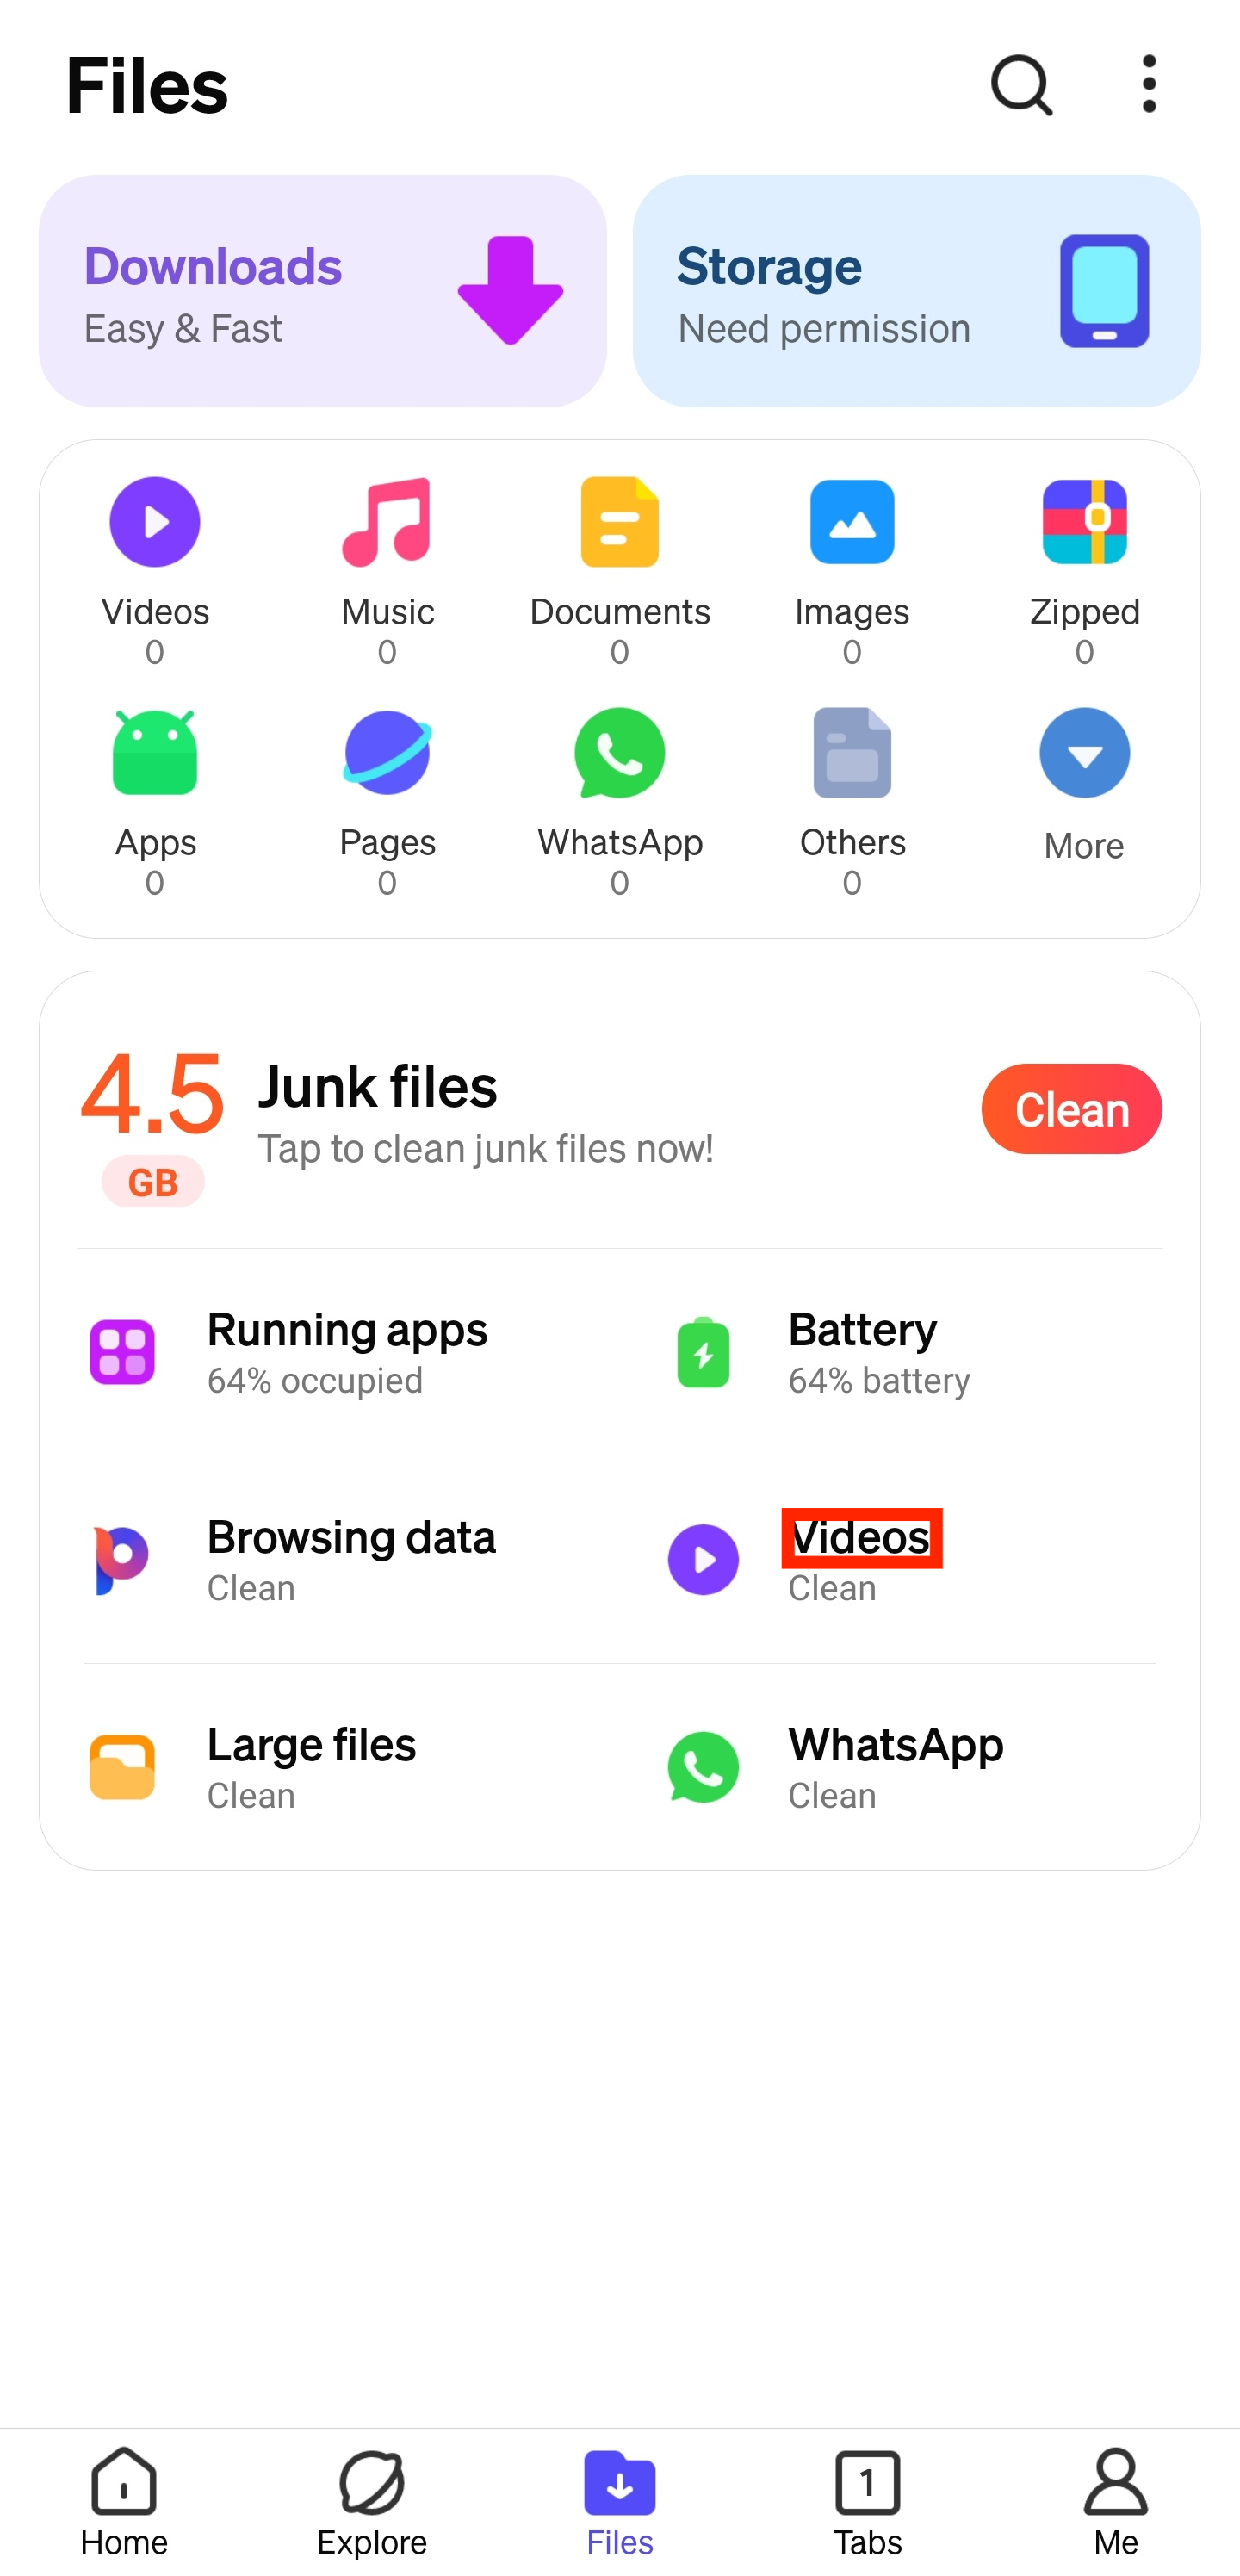 Files
Downloads
Easy & Fast
Storage
Need permission
Videos
0
Music
0
Documents
0
Images
0
Zipped
0
Apps
0
Pages
0
WhatsApp
0
Others
0
More
4.5
GB
Junk files
Tap to clean junk files now!
Clean
Running apps
64% occupied
Battery
64% battery
Browsing data
Clean
Videos
Clean
Large files
Clean
WhatsApp
Clean
Home
Explore
Files
1
Tabs
Me